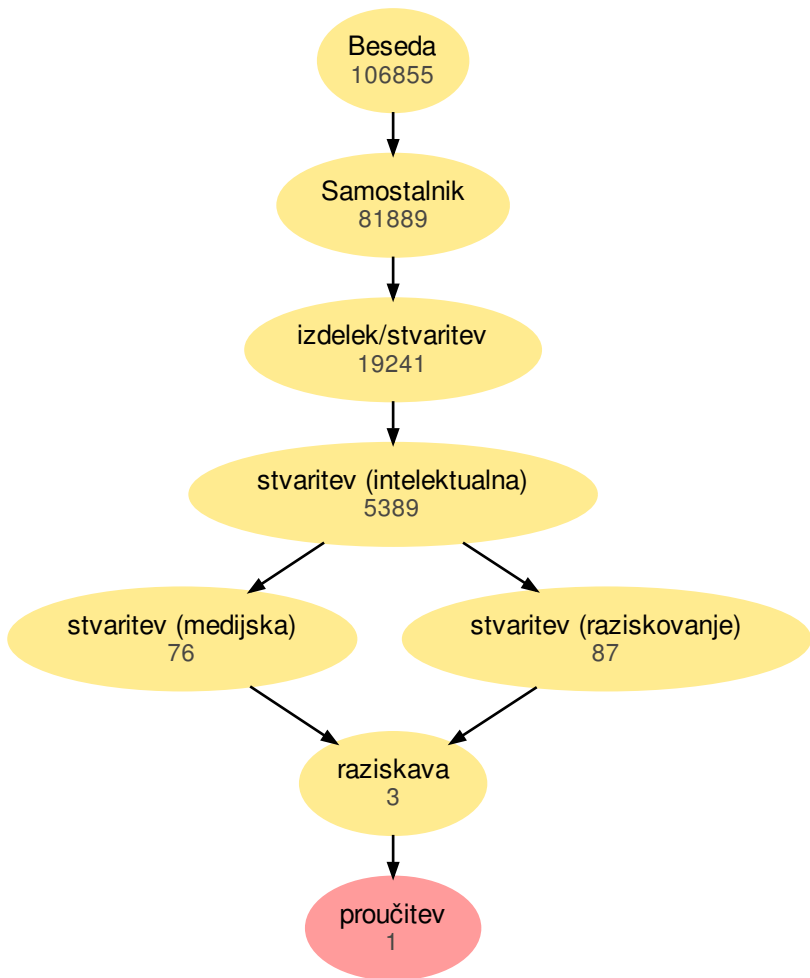 Beseda
106855
Samostalnik
81889
izdelek/stvaritev
19241
stvaritev (intelektualna)
5389
stvaritev (medijska)
76
stvaritev (raziskovanje)
87
raziskava
3
proučitev
1